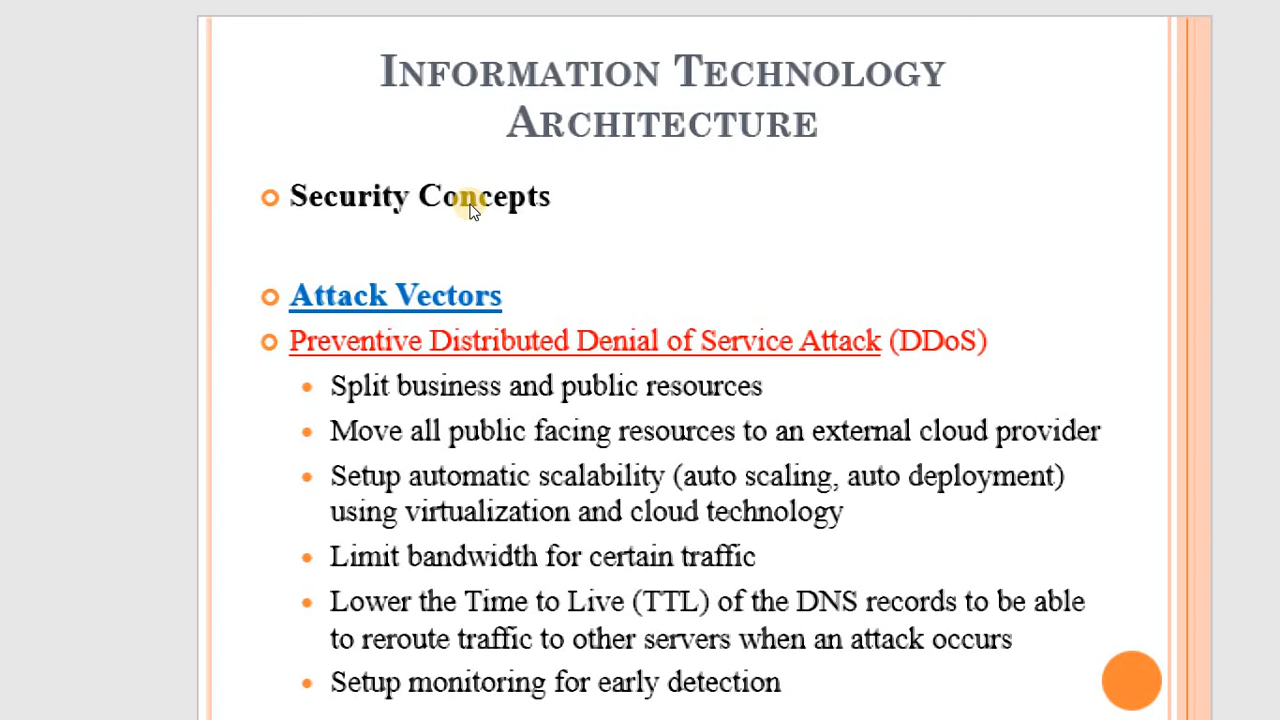 INFORMATION TECHNOLOGY
ARCHITECTURE
Security Concepts
Attack Vectors
Preventive Distributed Denial of Service Attack (DDoS)
Split business and public resources
Move all public facing resources to an external cloud provider
Setup automatic scalability (auto scaling, auto deployment)
using virtualization and cloud technology
Limit bandwidth for certain traffic
Lower the Time to Live (TTL) of the DNS records to be able
to reroute traffic to other servers when an attack occurs
Setup monitoring for early detection